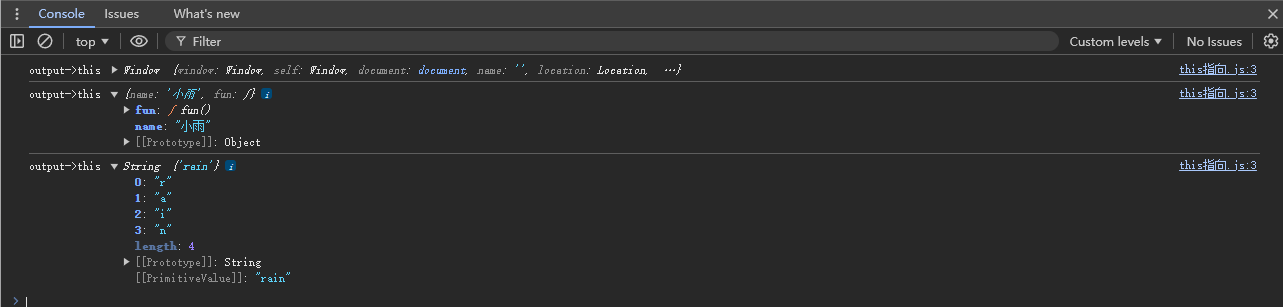 Console Issues What's new
top Filter Custom levels No Issues
output->this Window {window: Window, self: Window, document: document, name: '', location: Location, …} this指向.js:3
output->this {name: '小雨', fun: ƒ} i this指向.js:3
fun: ƒ fun()
name: "小雨"
[[Prototype]]: Object
output->this String {'rain'} i this指向.js:3
0: "r"
1: "a"
2: "i"
3: "n"
length: 4
[[Prototype]]: String
[[PrimitiveValue]]: "rain"